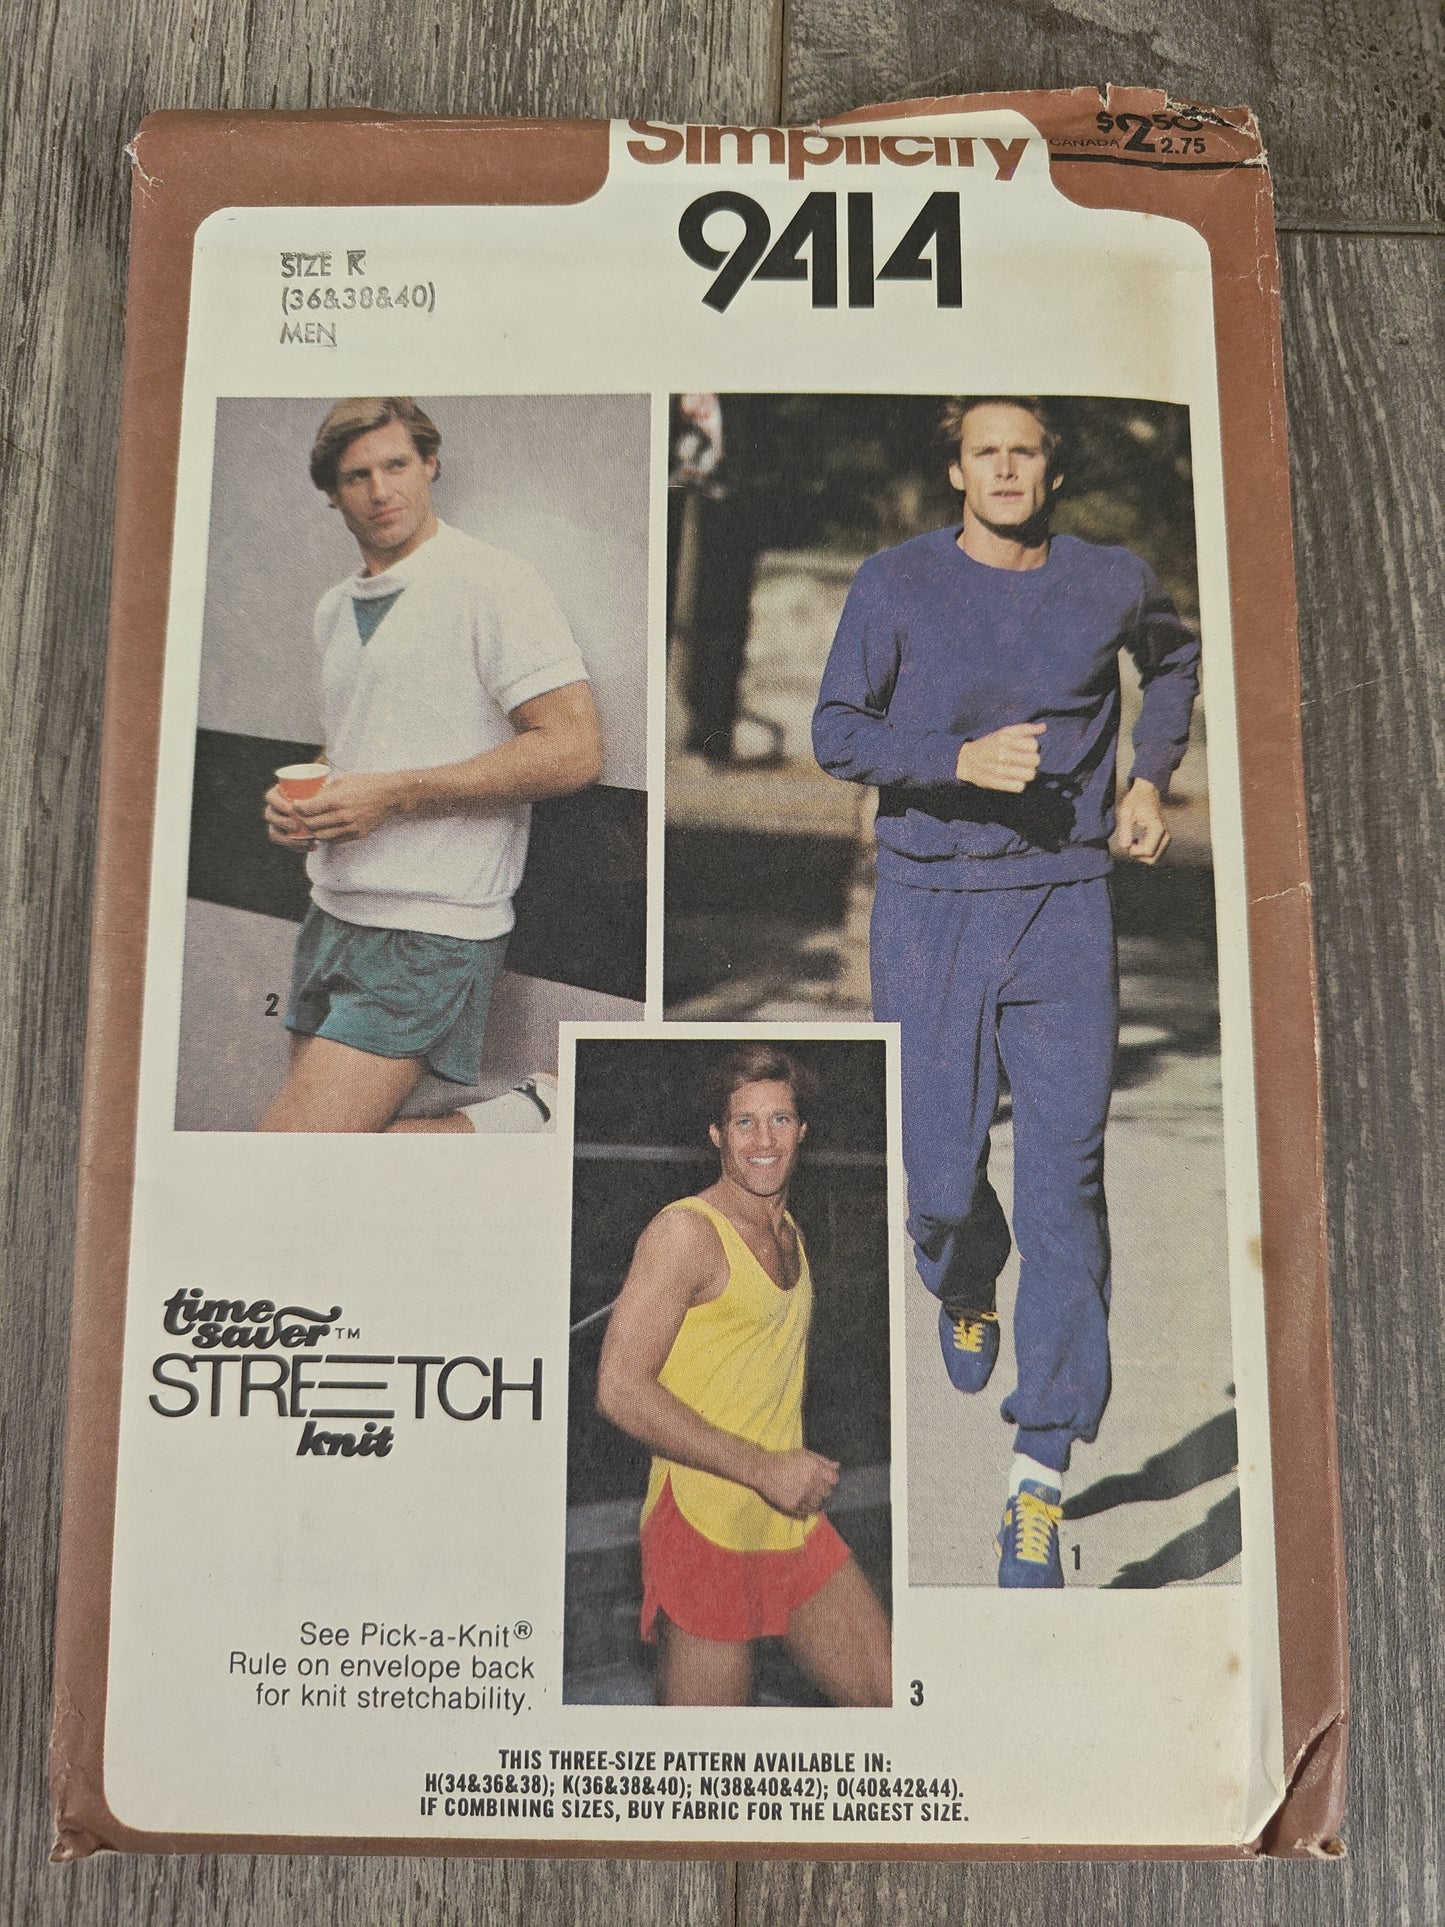 Simplicity
$2.50
CANADA 2.75
9414
SIZE K
(36&38&40)
MEN
2
1
3
time
saver™
STRETCH
knit
See Pick-a-Knit®
Rule on envelope back
for knit stretchability.
THIS THREE-SIZE PATTERN AVAILABLE IN:
H(34&36&38); K(36&38&40); N(38&40&42); O(40&42&44).
IF COMBINING SIZES, BUY FABRIC FOR THE LARGEST SIZE.